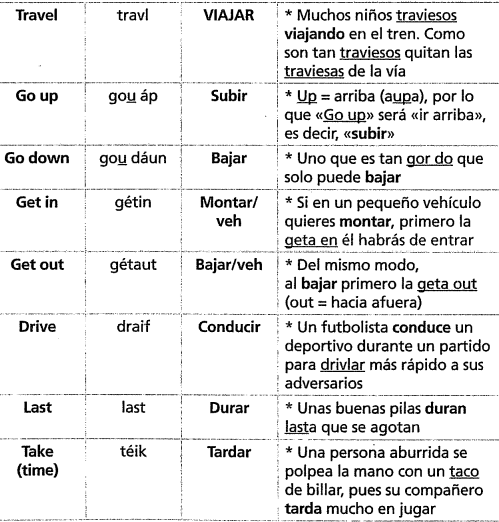 Travel travl VIAJAR * Muchos niños traviesos
viajando en el tren. Como
son tan traviesos quitan las
traviesas de la vía
Go up gou áp Subir * Up = arriba (aupa), por lo
que «Go up» será «ir arriba»,
es decir, «subir»
Go down gou dáun Bajar * Uno que es tan gor do que
solo puede bajar
Get in gétin Montar/ * Si en un pequeño vehículo
veh quieres montar, primero la
geta en él habrás de entrar
Get out gétaut Bajar/veh * Del mismo modo,
al bajar primero la geta out
(out = hacia afuera)
Drive draif Conducir * Un futbolista conduce un
deportivo durante un partido
para drivlar más rápido a sus
adversarios
Last last Durar * Unas buenas pilas duran
lasta que se agotan
Take téik Tardar * Una persona aburrida se
(time) polpea la mano con un taco
de billar, pues su compañero
tarda mucho en jugar